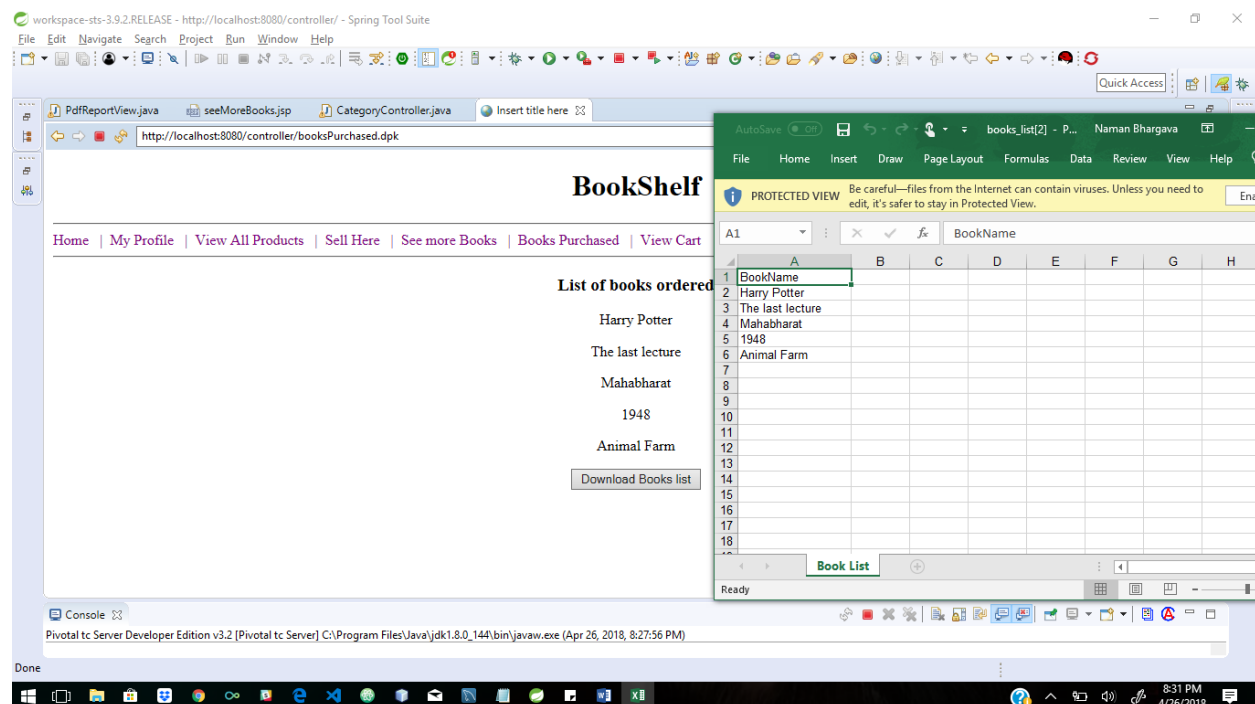 workspace-sts-3.9.2.RELEASE - http://localhost:8080/controller/ - Spring Tool Suite
File Edit Navigate Search Project Run Window Help
Quick Access
PdfReportView.java seeMoreBooks.jsp CategoryController.java Insert title here
http://localhost:8080/controller/booksPurchased.dpk
BookShelf
Home | My Profile | View All Products | Sell Here | See more Books | Books Purchased | View Cart
List of books ordered
Harry Potter
The last lecture
Mahabharat
1948
Animal Farm
Download Books list
AutoSave Off books_list[2] - P... Naman Bhargava
File Home Insert Draw Page Layout Formulas Data Review View Help
PROTECTED VIEW Be careful—files from the Internet can contain viruses. Unless you need to
edit, it's safer to stay in Protected View.
Ena
A1 fx BookName
A B C D E F G H
1 BookName
2 Harry Potter
3 The last lecture
4 Mahabharat
5 1948
6 Animal Farm
7
8
9
10
11
12
13
14
15
16
17
18
Book List
Ready
Console
Pivotal tc Server Developer Edition v3.2 [Pivotal tc Server] C:\Program Files\Java\jdk1.8.0_144\bin\javaw.exe (Apr 26, 2018, 8:27:56 PM)
Done
8:31 PM
4/26/2018